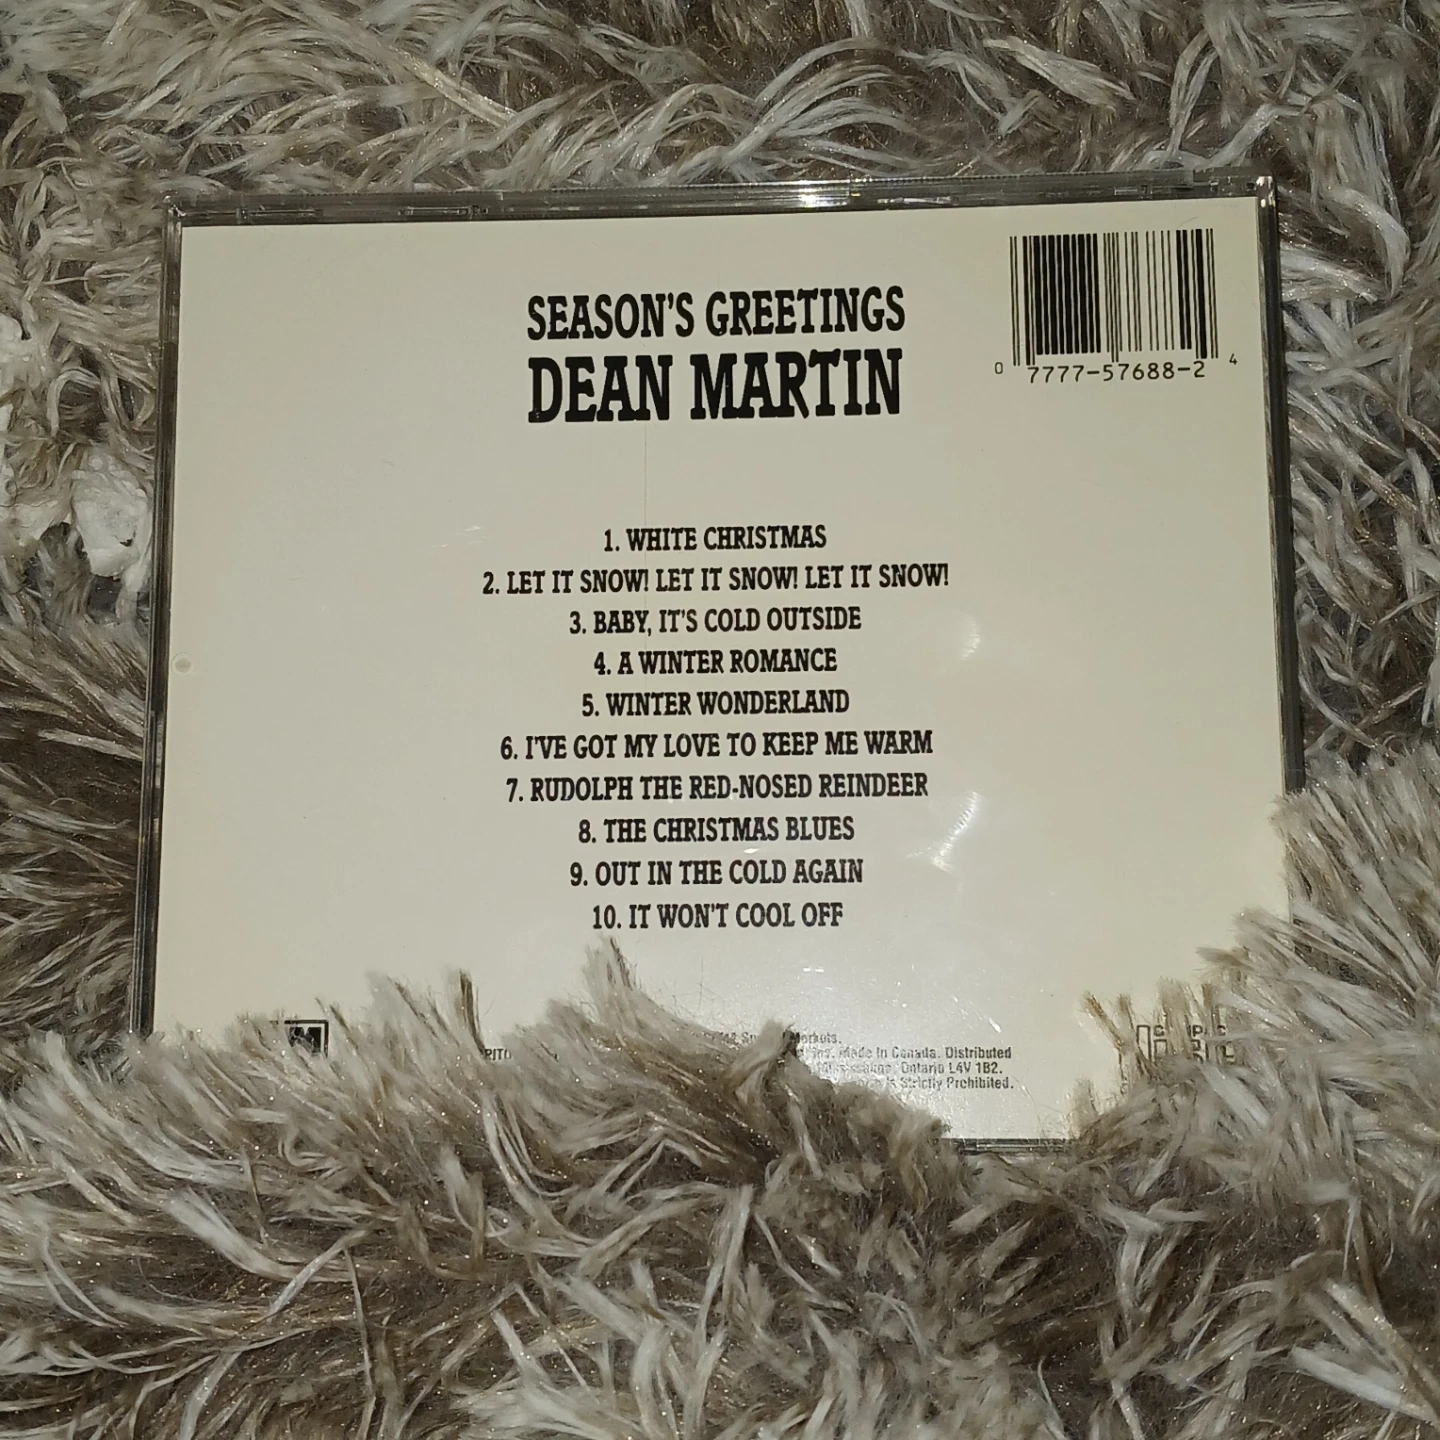 SEASON'S GREETINGS
DEAN MARTIN
0 7777-57688-2 4
1. WHITE CHRISTMAS
2. LET IT SNOW! LET IT SNOW! LET IT SNOW!
3. BABY, IT'S COLD OUTSIDE
4. A WINTER ROMANCE
5. WINTER WONDERLAND
6. I'VE GOT MY LOVE TO KEEP ME WARM
7. RUDOLPH THE RED-NOSED REINDEER
8. THE CHRISTMAS BLUES
9. OUT IN THE COLD AGAIN
10. IT WON'T COOL OFF
Markets.
Inc. Made In Canada. Distributed
Ontario L4V 1B2.
Is Strictly Prohibited.